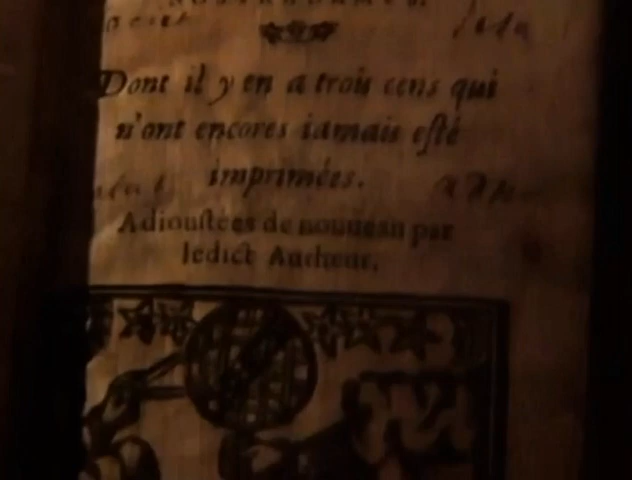 Dont il y en a trois cens qui
n'ont encores iamais esté
imprimées.
Adioustees de nouueau par
ledict Autheur.